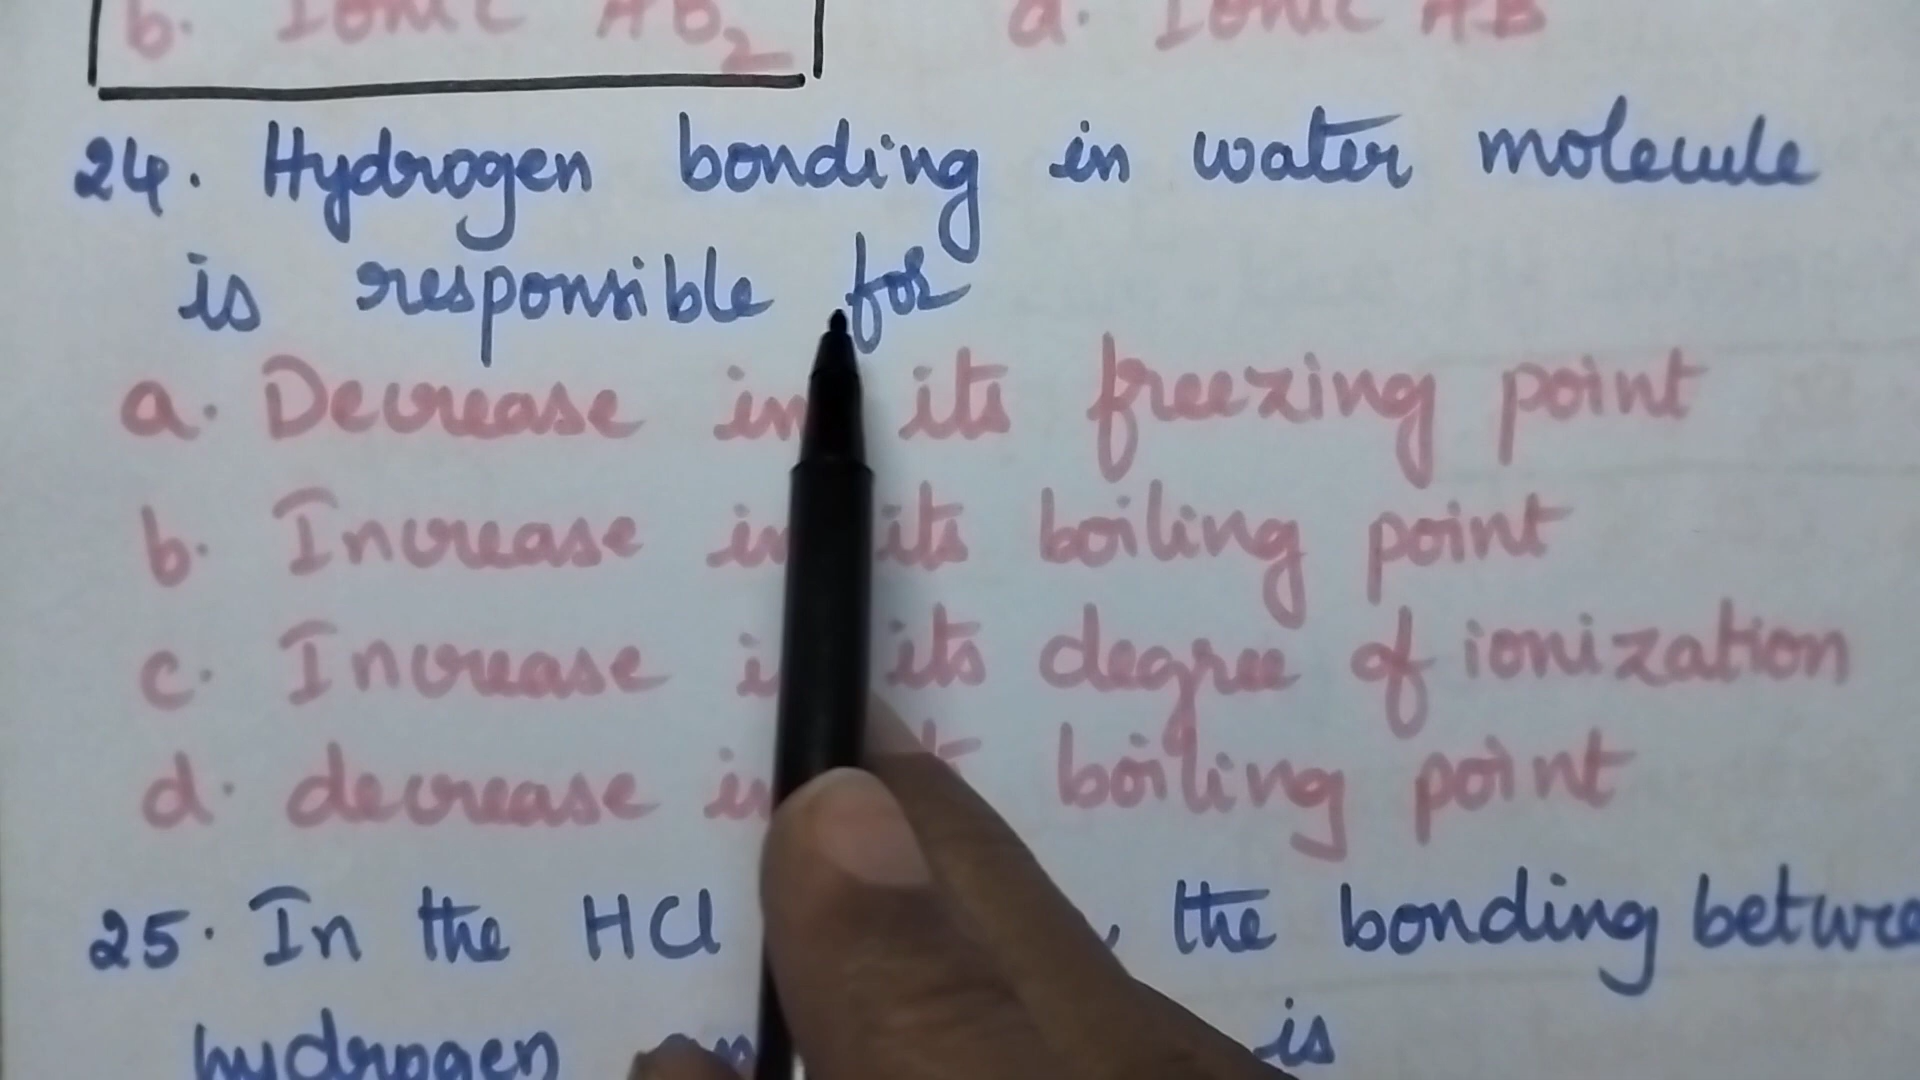 b. Ionic AB2
d. Ionic AB
24. Hydrogen bonding in water molecule
is responsible for
a. Decrease in its freezing point
b. Increase in its boiling point
c. Increase its degree of ionization
d. decrease boiling point
25. In the HCl , the bonding between
hydrogen is